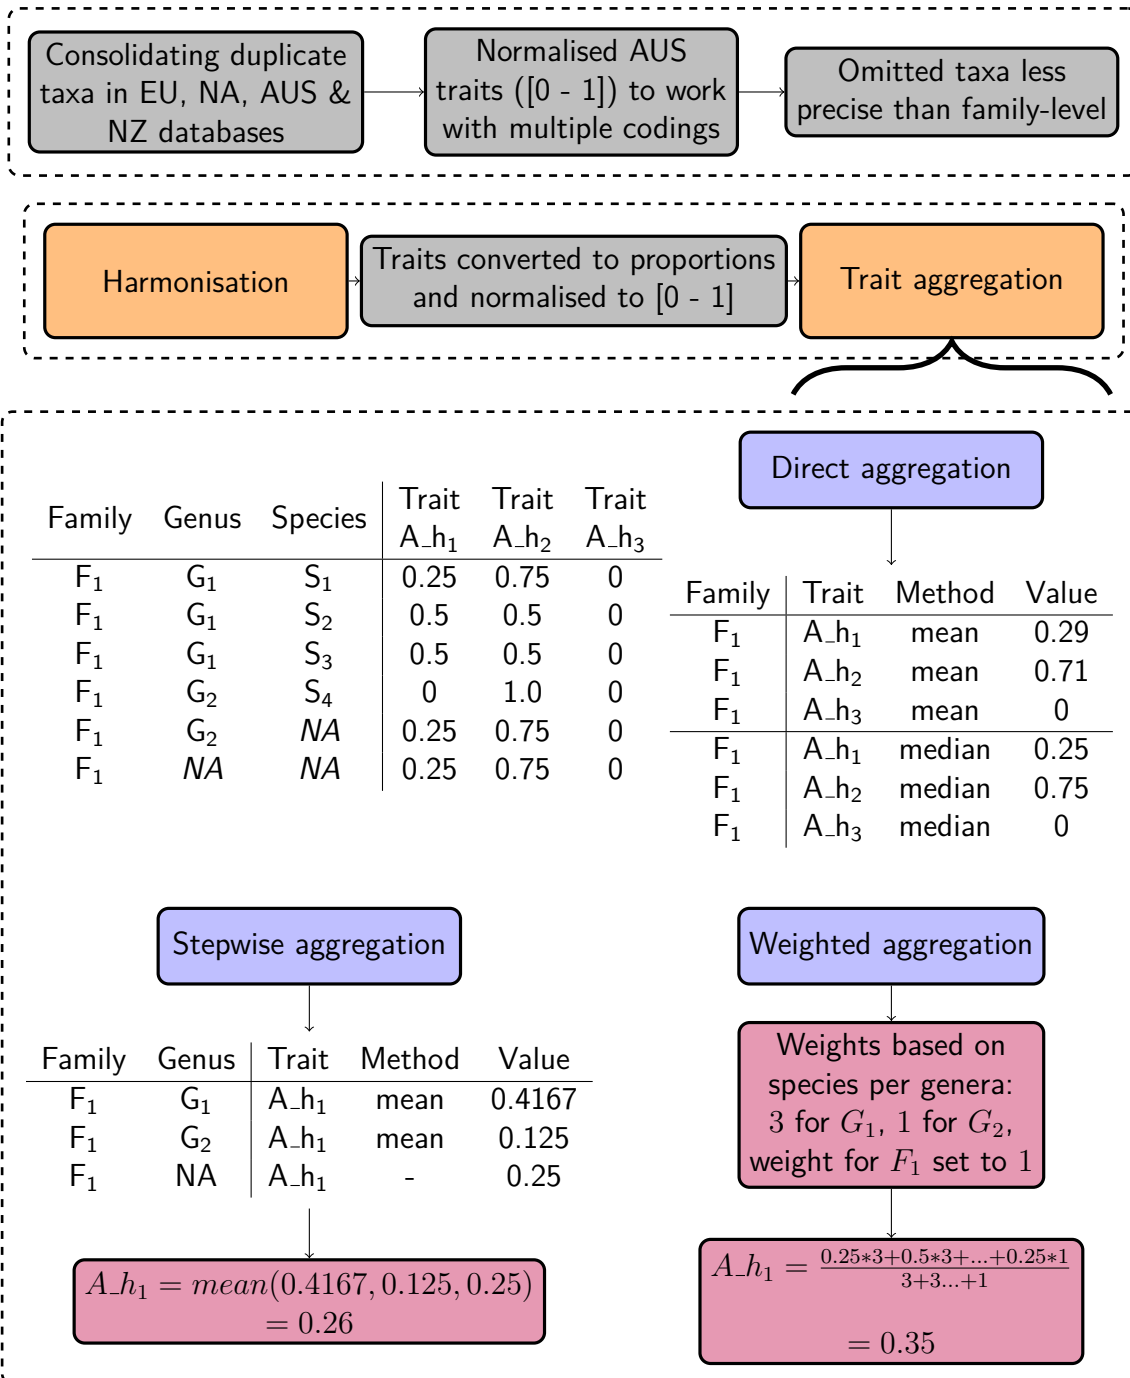 Consolidating duplicate
taxa in EU, NA, AUS &
NZ databases
Normalised AUS
traits ([0 - 1]) to work
with multiple codings
Omitted taxa less
precise than family-level
Harmonisation
Traits converted to proportions
and normalised to [0 - 1]
Trait aggregation
Family Genus Species Trait A_h₁ Trait A_h₂ Trait A_h₃
F₁ G₁ S₁ 0.25 0.75 0
F₁ G₁ S₂ 0.5 0.5 0
F₁ G₁ S₃ 0.5 0.5 0
F₁ G₂ S₄ 0 1.0 0
F₁ G₂ NA 0.25 0.75 0
F₁ NA NA 0.25 0.75 0
Direct aggregation
Family Trait Method Value
F₁ A_h₁ mean 0.29
F₁ A_h₂ mean 0.71
F₁ A_h₃ mean 0
F₁ A_h₁ median 0.25
F₁ A_h₂ median 0.75
F₁ A_h₃ median 0
Stepwise aggregation
Family Genus Trait Method Value
F₁ G₁ A_h₁ mean 0.4167
F₁ G₂ A_h₁ mean 0.125
F₁ NA A_h₁ - 0.25
A_h₁ = mean(0.4167, 0.125, 0.25)
= 0.26
Weighted aggregation
Weights based on
species per genera:
3 for G₁, 1 for G₂,
weight for F₁ set to 1
A_h₁ = 0.25*3+0.5*3+...+0.25*1
3+3...+1
= 0.35